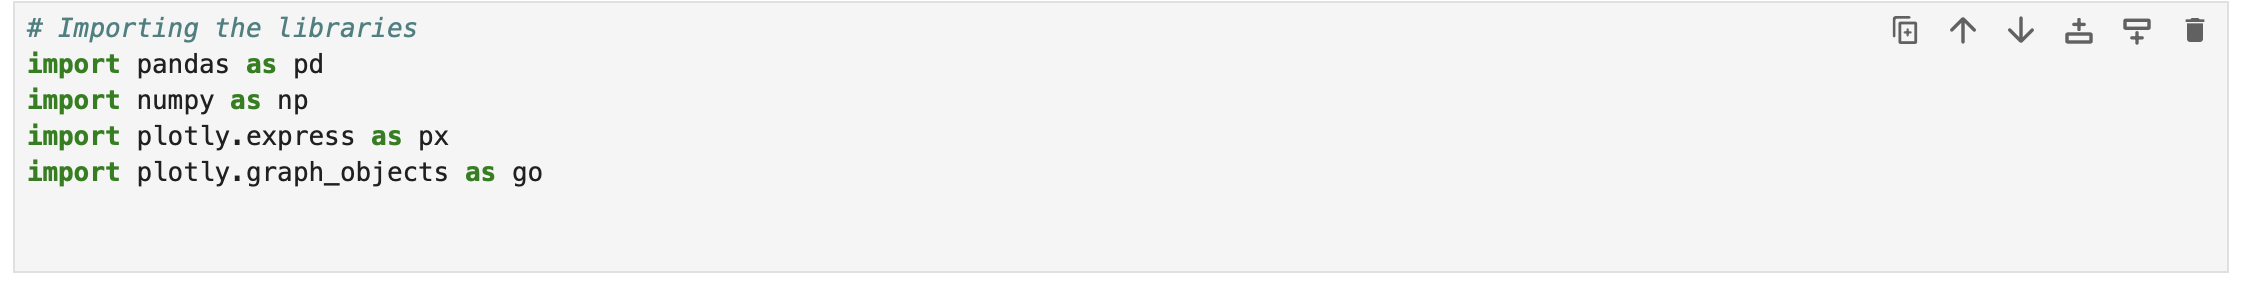 # Importing the libraries
import pandas as pd
import numpy as np
import plotly.express as px
import plotly.graph_objects as go